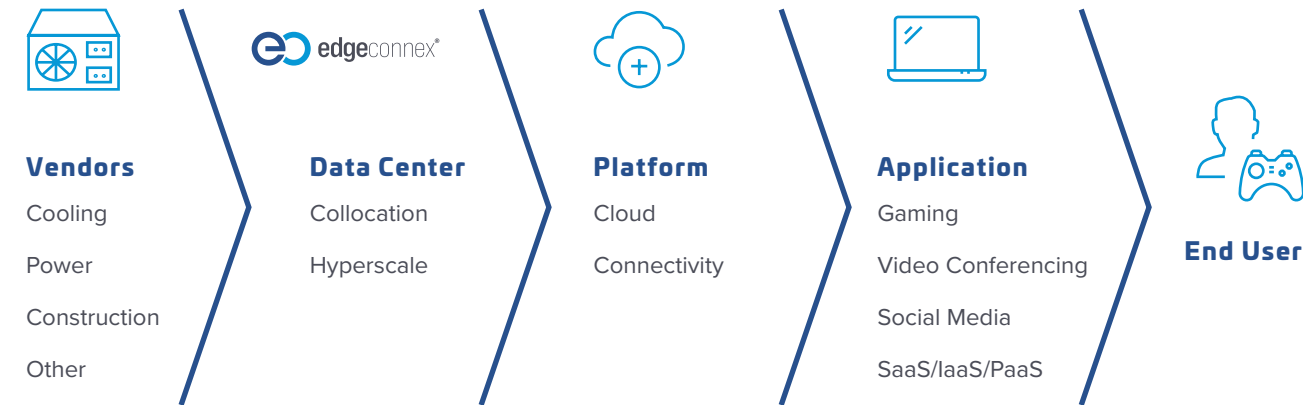 edgeconnex®
Vendors
Cooling
Power
Construction
Other
Data Center
Collocation
Hyperscale
Platform
Cloud
Connectivity
Application
Gaming
Video Conferencing
Social Media
SaaS/IaaS/PaaS
End User